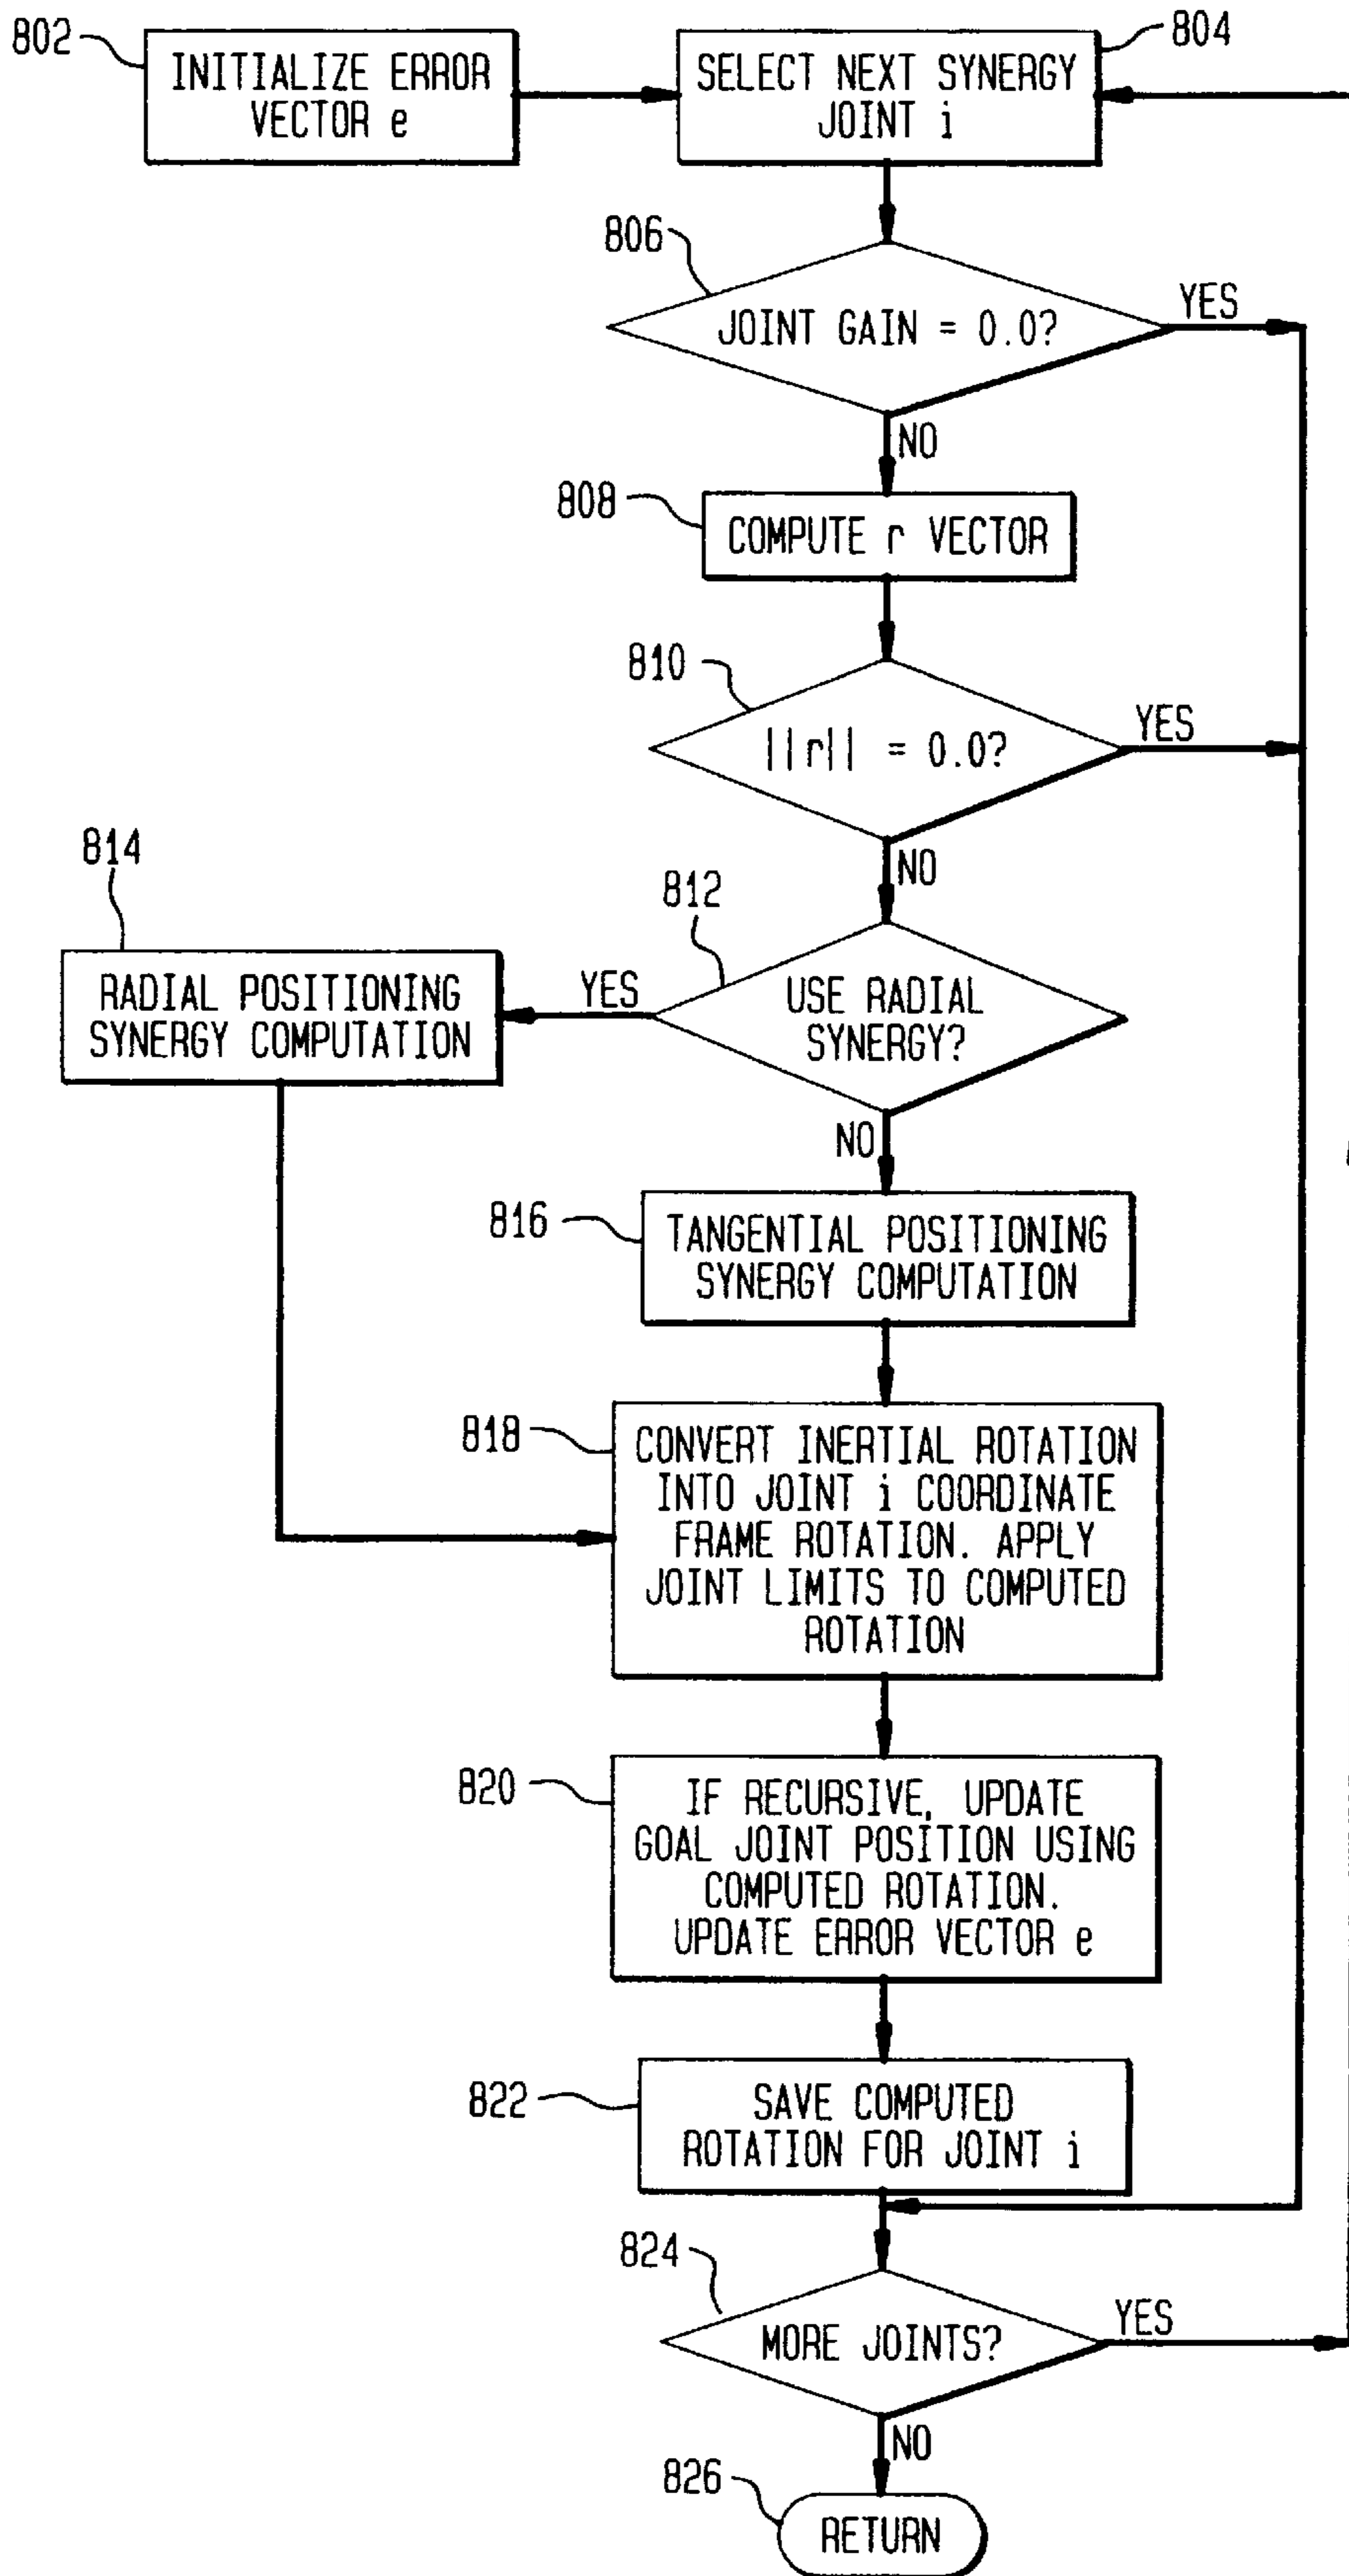 802
INITIALIZE ERROR
VECTOR e
804
SELECT NEXT SYNERGY
JOINT i
806
JOINT GAIN = 0.0?
YES
NO
808
COMPUTE r VECTOR
810
||r|| = 0.0?
YES
NO
812
USE RADIAL
SYNERGY?
YES
814
RADIAL POSITIONING
SYNERGY COMPUTATION
NO
816
TANGENTIAL POSITIONING
SYNERGY COMPUTATION
818
CONVERT INERTIAL ROTATION
INTO JOINT i COORDINATE
FRAME ROTATION. APPLY
JOINT LIMITS TO COMPUTED
ROTATION
820
IF RECURSIVE, UPDATE
GOAL JOINT POSITION USING
COMPUTED ROTATION.
UPDATE ERROR VECTOR e
822
SAVE COMPUTED
ROTATION FOR JOINT i
824
MORE JOINTS?
YES
NO
826
RETURN